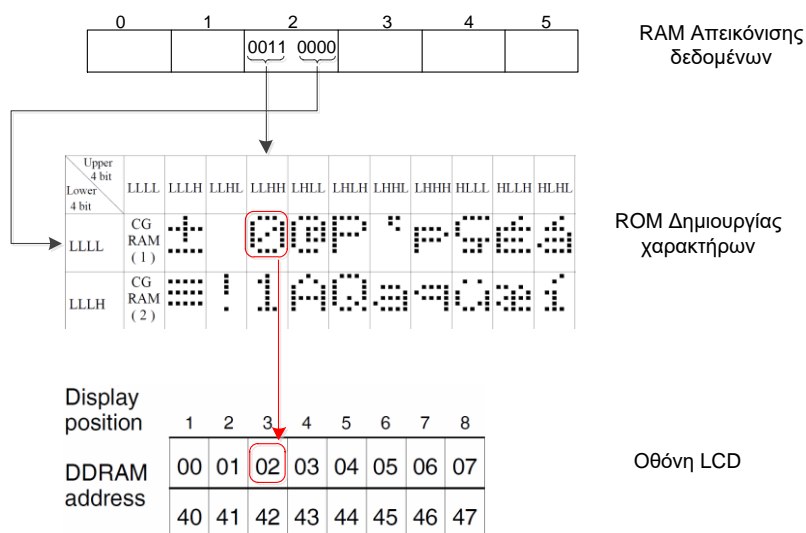 0 1 2 3 4 5
0011 0000
RAM Απεικόνισης
δεδομένων
Upper
4 bit
Lower
4 bit
LLLL LLLH LLHL LLHH LHLL LHLH LHHL LHHH HLLL HLLH HLHL
LLLL CG RAM ( 1 ) ± 0 @ P ` p Ç É á
LLLH CG RAM ( 2 ) ≡ ! 1 A Q a q ü æ í
ROM Δημιουργίας
χαρακτήρων
Display
position 1 2 3 4 5 6 7 8
DDRAM
address
00 01 02 03 04 05 06 07
40 41 42 43 44 45 46 47
Οθόνη LCD